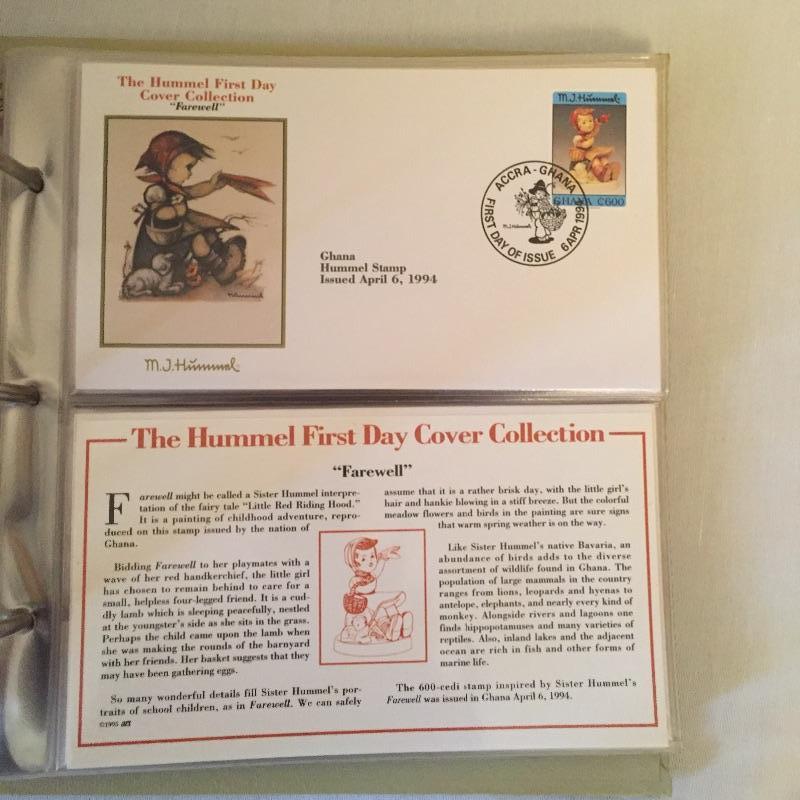 The Hummel First Day
Cover Collection
"Farewell"
M.J.Hummel
ACCRA - GHANA
FIRST DAY OF ISSUE 6 APR 1994
M.J.Hummel
GHANA C600
Ghana
Hummel Stamp
Issued April 6, 1994
M.J.Hummel
The Hummel First Day Cover Collection
"Farewell"
Farewell might be called a Sister Hummel interpre-
tation of the fairy tale "Little Red Riding Hood."
It is a painting of childhood adventure, repro-
duced on this stamp issued by the nation of
Ghana.
Bidding Farewell to her playmates with a
wave of her red handkerchief, the little girl
has chosen to remain behind to care for a
small, helpless four-legged friend. It is a cud-
dly lamb which is sleeping peacefully, nestled
at the youngster's side as she sits in the grass.
Perhaps the child came upon the lamb when
she was making the rounds of the barnyard
with her friends. Her basket suggests that they
may have been gathering eggs.
So many wonderful details fill Sister Hummel's por-
traits of school children, as in Farewell. We can safely
©1995 ars
assume that it is a rather brisk day, with the little girl's
hair and hankie blowing in a stiff breeze. But the colorful
meadow flowers and birds in the painting are sure signs
that warm spring weather is on the way.
Like Sister Hummel's native Bavaria, an
abundance of birds adds to the diverse
assortment of wildlife found in Ghana. The
population of large mammals in the country
ranges from lions, leopards and hyenas to
antelope, elephants, and nearly every kind of
monkey. Alongside rivers and lagoons one
finds hippopotamuses and many varieties of
reptiles. Also, inland lakes and the adjacent
ocean are rich in fish and other forms of
marine life.
The 600-cedi stamp inspired by Sister Hummel's
Farewell was issued in Ghana April 6, 1994.